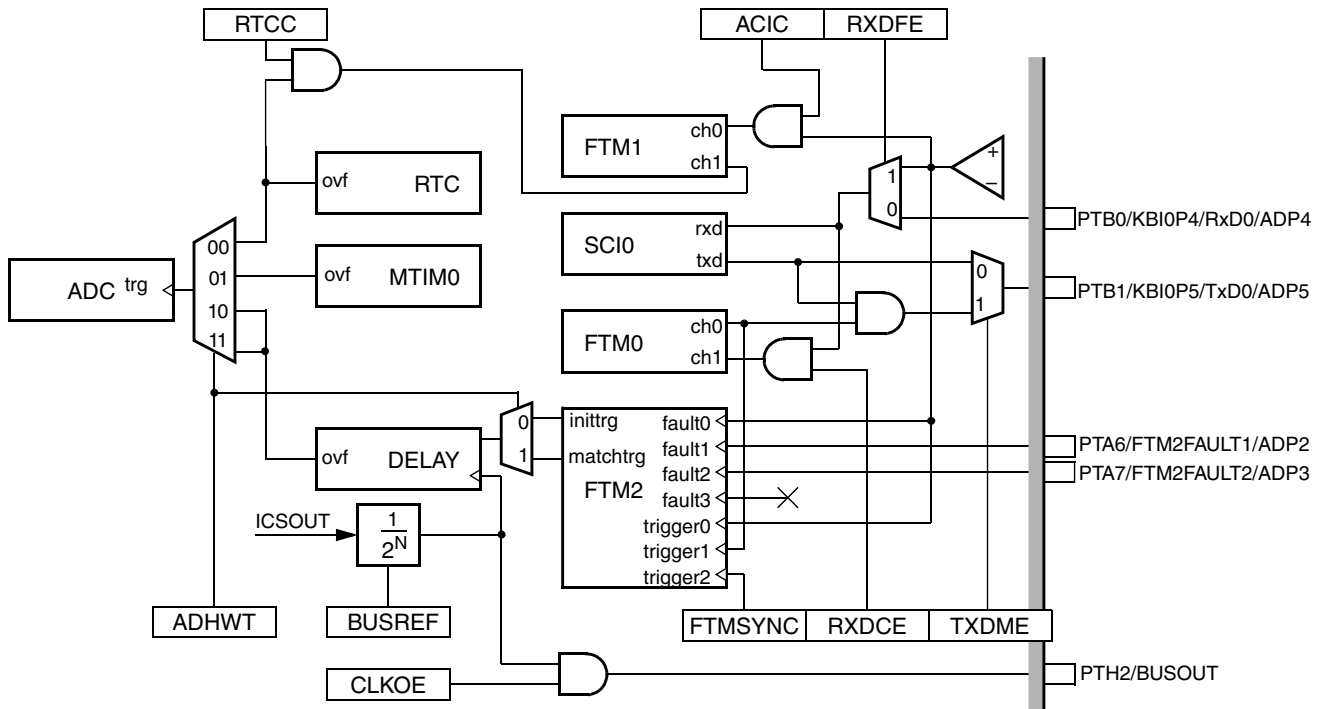 RTCC
ACIC RXDFE
FTM1 ch0
ch1
+
−
1
0
ovf RTC
PTB0/KBI0P4/RxD0/ADP4
SCI0 rxd
txd
0
1
PTB1/KBI0P5/TxD0/ADP5
00
01
10
11
ADC trg
ovf MTIM0
FTM0 ch0
ch1
0
1
inittrg
matchtrg
FTM2
fault0
fault1
fault2
fault3
trigger0
trigger1
trigger2
PTA6/FTM2FAULT1/ADP2
PTA7/FTM2FAULT2/ADP3
ovf DELAY
ICSOUT
1
2N
ADHWT
BUSREF
FTMSYNC RXDCE TXDME
CLKOE
PTH2/BUSOUT